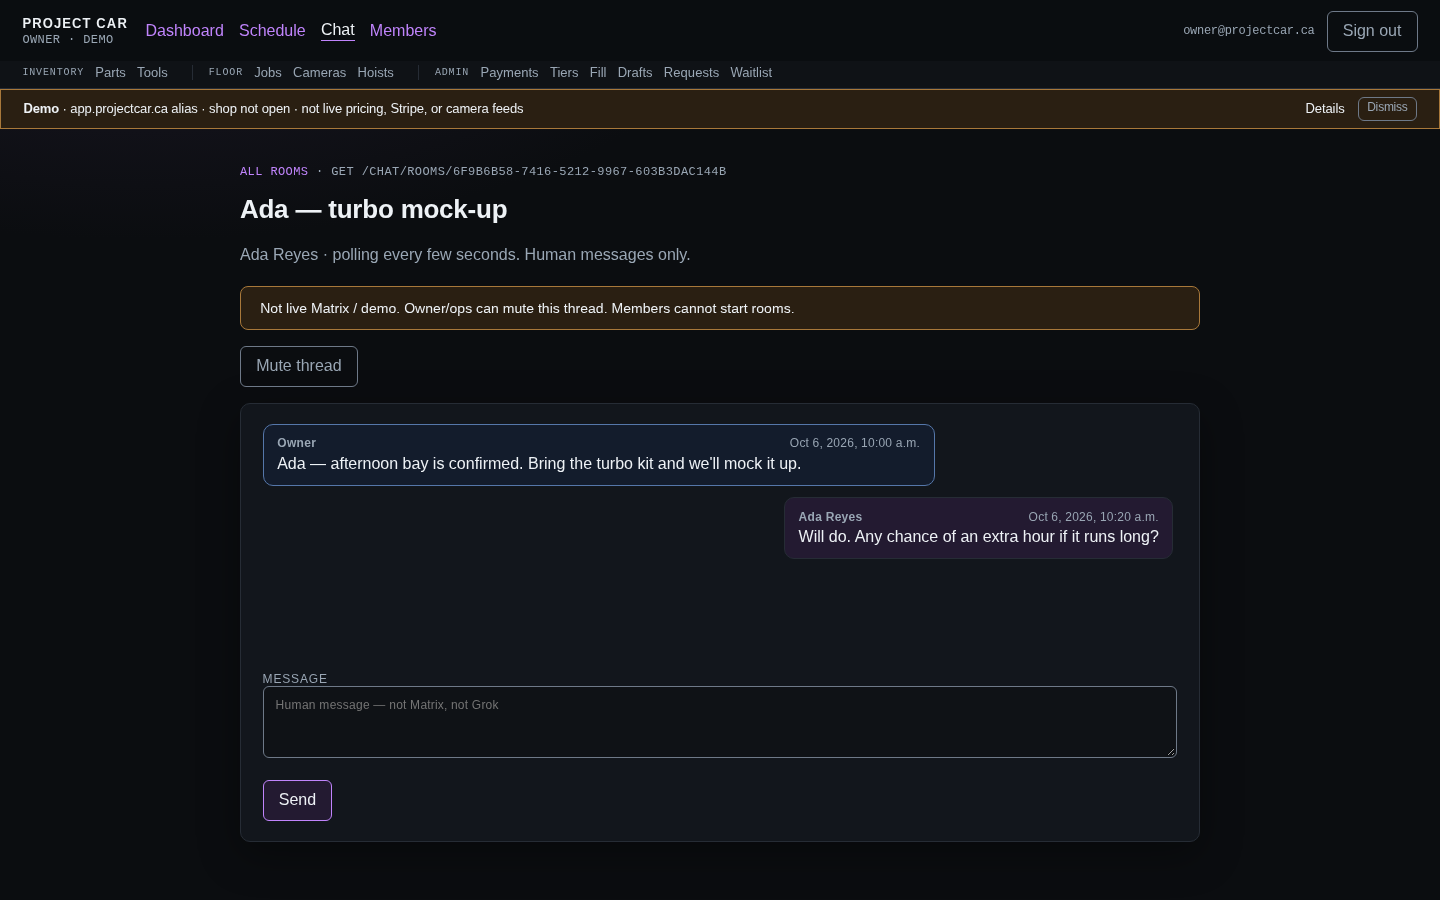 PROJECT CAR
OWNER · DEMO
Dashboard Schedule Chat Members
owner@projectcar.ca Sign out
INVENTORY Parts Tools FLOOR Jobs Cameras Hoists ADMIN Payments Tiers Fill Drafts Requests Waitlist
Demo · app.projectcar.ca alias · shop not open · not live pricing, Stripe, or camera feeds Details Dismiss
ALL ROOMS · GET /CHAT/ROOMS/6F9B6B58-7416-5212-9967-603B3DAC144B
Ada — turbo mock-up
Ada Reyes · polling every few seconds. Human messages only.
Not live Matrix / demo. Owner/ops can mute this thread. Members cannot start rooms.
Mute thread
Owner Oct 6, 2026, 10:00 a.m.
Ada — afternoon bay is confirmed. Bring the turbo kit and we'll mock it up.
Ada Reyes Oct 6, 2026, 10:20 a.m.
Will do. Any chance of an extra hour if it runs long?
MESSAGE
Human message — not Matrix, not Grok
Send